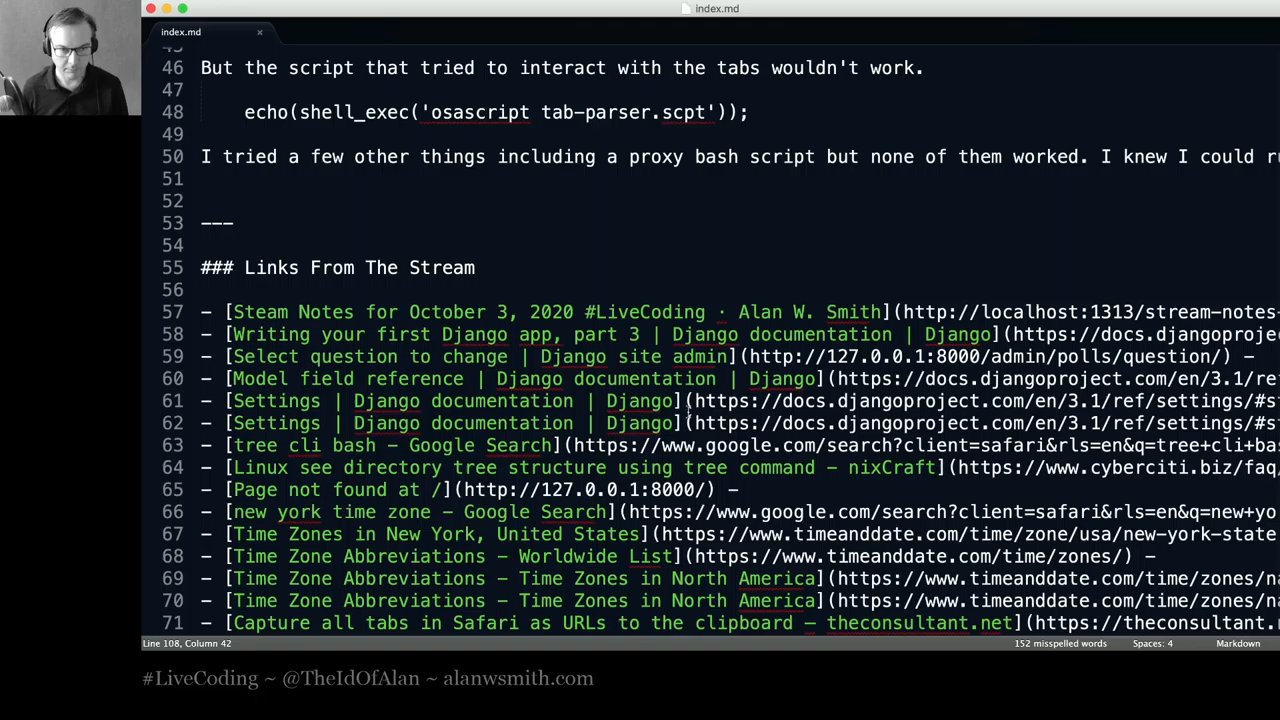 index.md
index.md ×
45
46 But the script that tried to interact with the tabs wouldn't work.
47
48 echo(shell_exec('osascript tab-parser.scpt'));
49
50 I tried a few other things including a proxy bash script but none of them worked. I knew I could ru
51
52
53 ---
54
55 ### Links From The Stream
56
57 - [Steam Notes for October 3, 2020 #LiveCoding · Alan W. Smith](http://localhost:1313/stream-notes-
58 - [Writing your first Django app, part 3 | Django documentation | Django](https://docs.djangoprojec
59 - [Select question to change | Django site admin](http://127.0.0.1:8000/admin/polls/question/) -
60 - [Model field reference | Django documentation | Django](https://docs.djangoproject.com/en/3.1/ref
61 - [Settings | Django documentation | Django](https://docs.djangoproject.com/en/3.1/ref/settings/#st
62 - [Settings | Django documentation | Django](https://docs.djangoproject.com/en/3.1/ref/settings/#st
63 - [tree cli bash - Google Search](https://www.google.com/search?client=safari&rls=en&q=tree+cli+bas
64 - [Linux see directory tree structure using tree command - nixCraft](https://www.cyberciti.biz/faq/
65 - [Page not found at /](http://127.0.0.1:8000/) -
66 - [new york time zone - Google Search](https://www.google.com/search?client=safari&rls=en&q=new+yo
67 - [Time Zones in New York, United States](https://www.timeanddate.com/time/zone/usa/new-york-state
68 - [Time Zone Abbreviations – Worldwide List](https://www.timeanddate.com/time/zones/) -
69 - [Time Zone Abbreviations – Time Zones in North America](https://www.timeanddate.com/time/zones/na
70 - [Time Zone Abbreviations – Time Zones in North America](https://www.timeanddate.com/time/zones/na
71 - [Capture all tabs in Safari as URLs to the clipboard – theconsultant.net](https://theconsultant.n
Line 108, Column 42 152 misspelled words Spaces: 4 Markdown
#LiveCoding ~ @TheIdOfAlan ~ alanwsmith.com